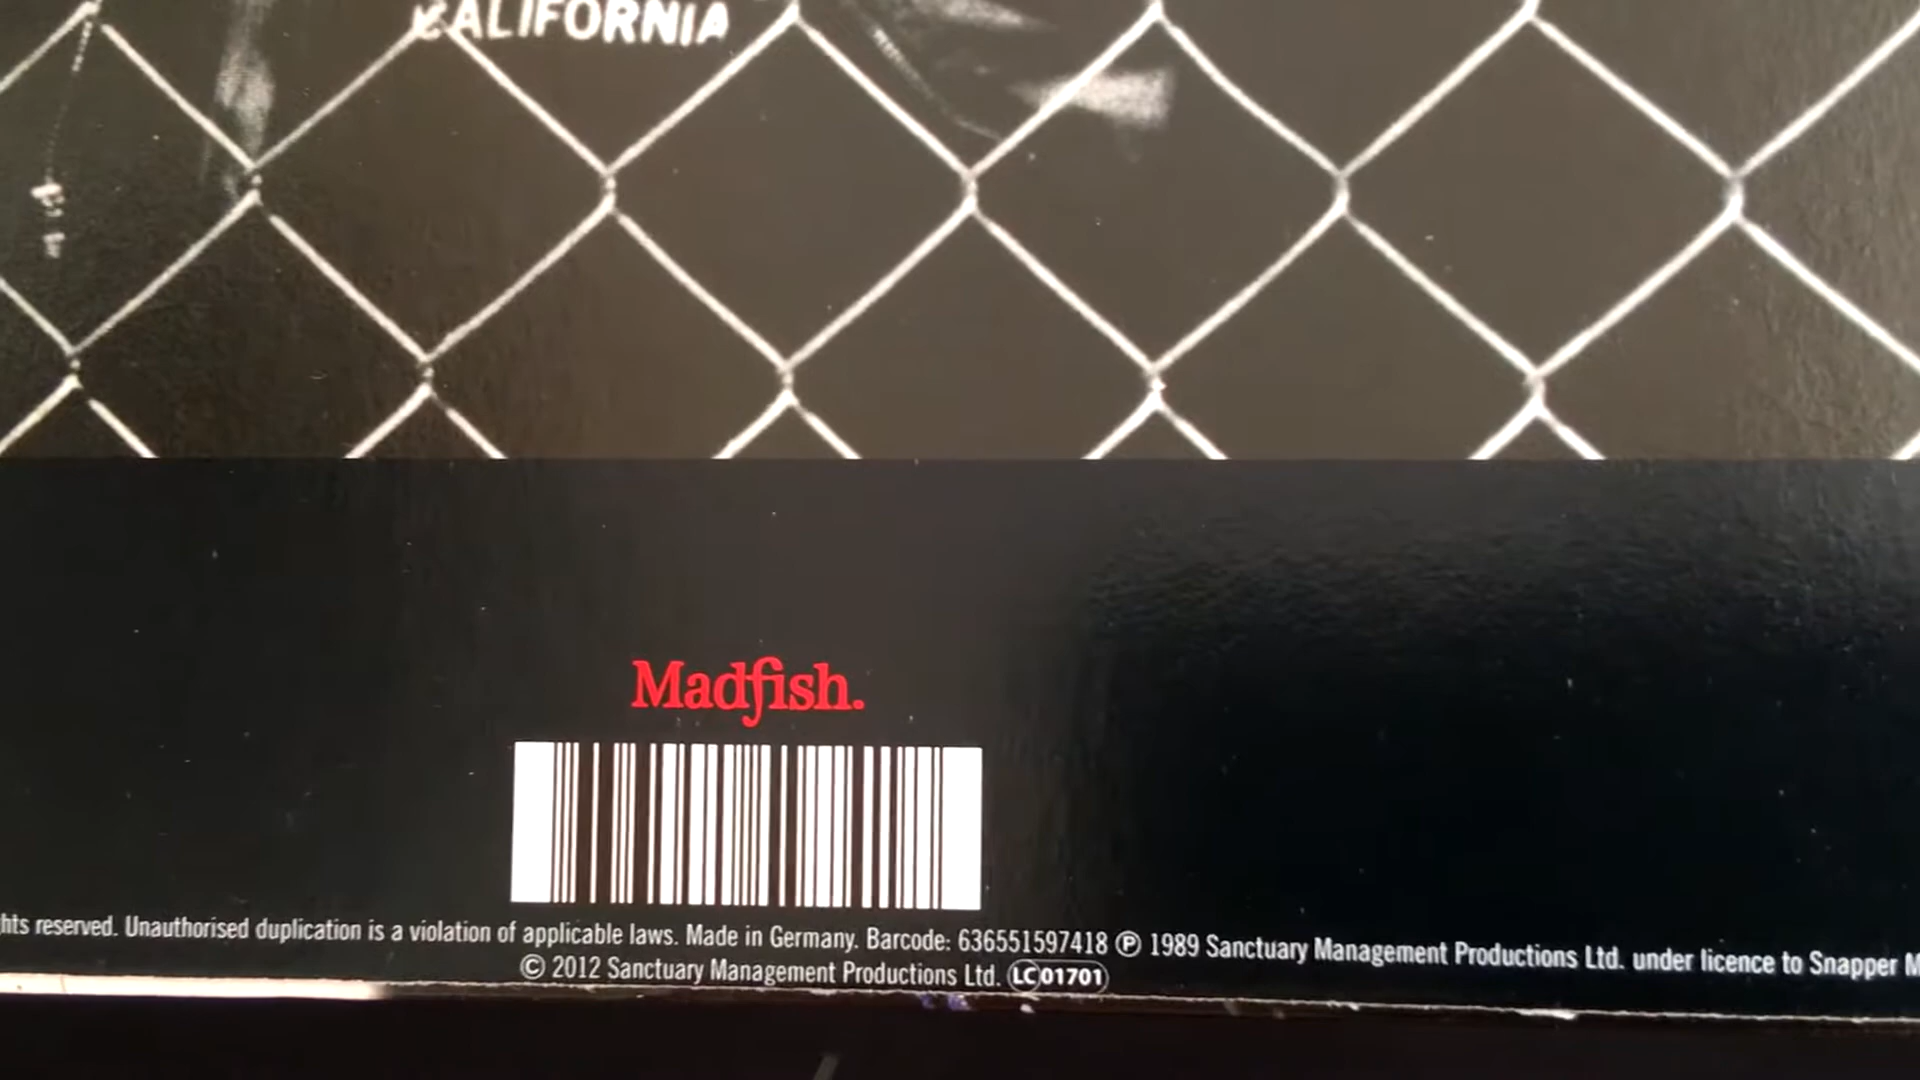 CALIFORNIA
Madfish.
hts reserved. Unauthorised duplication is a violation of applicable laws. Made in Germany. Barcode: 636551597418 Ⓟ 1989 Sanctuary Management Productions Ltd. under licence to Snapper M
© 2012 Sanctuary Management Productions Ltd. LC 01701